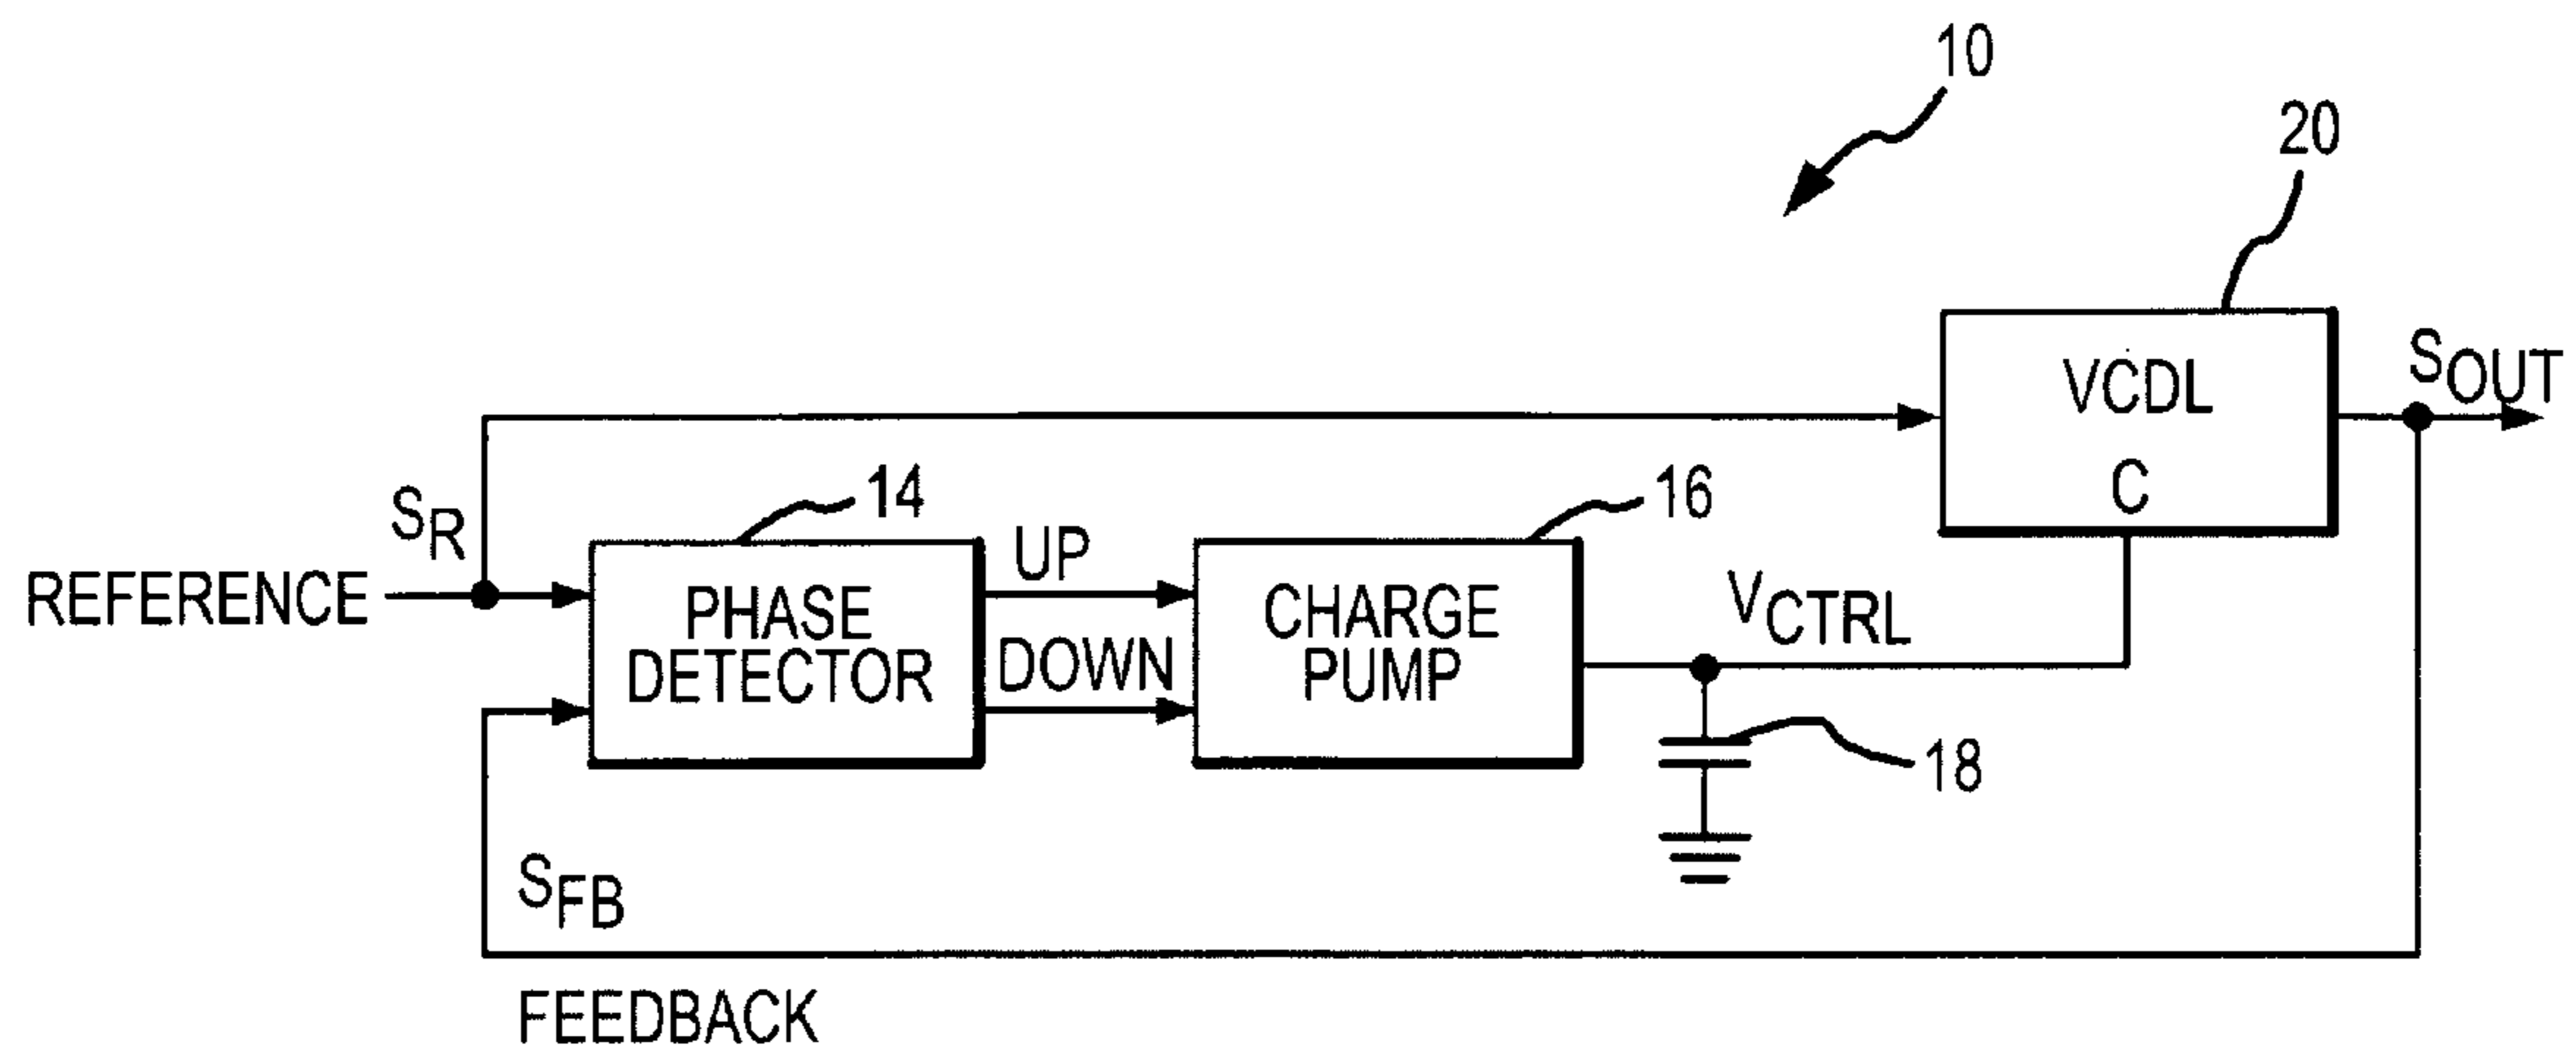 10
20
VCDL
C
SOUT
SR
REFERENCE
14
PHASE
DETECTOR
UP
DOWN
16
CHARGE
PUMP
VCTRL
18
SFB
FEEDBACK